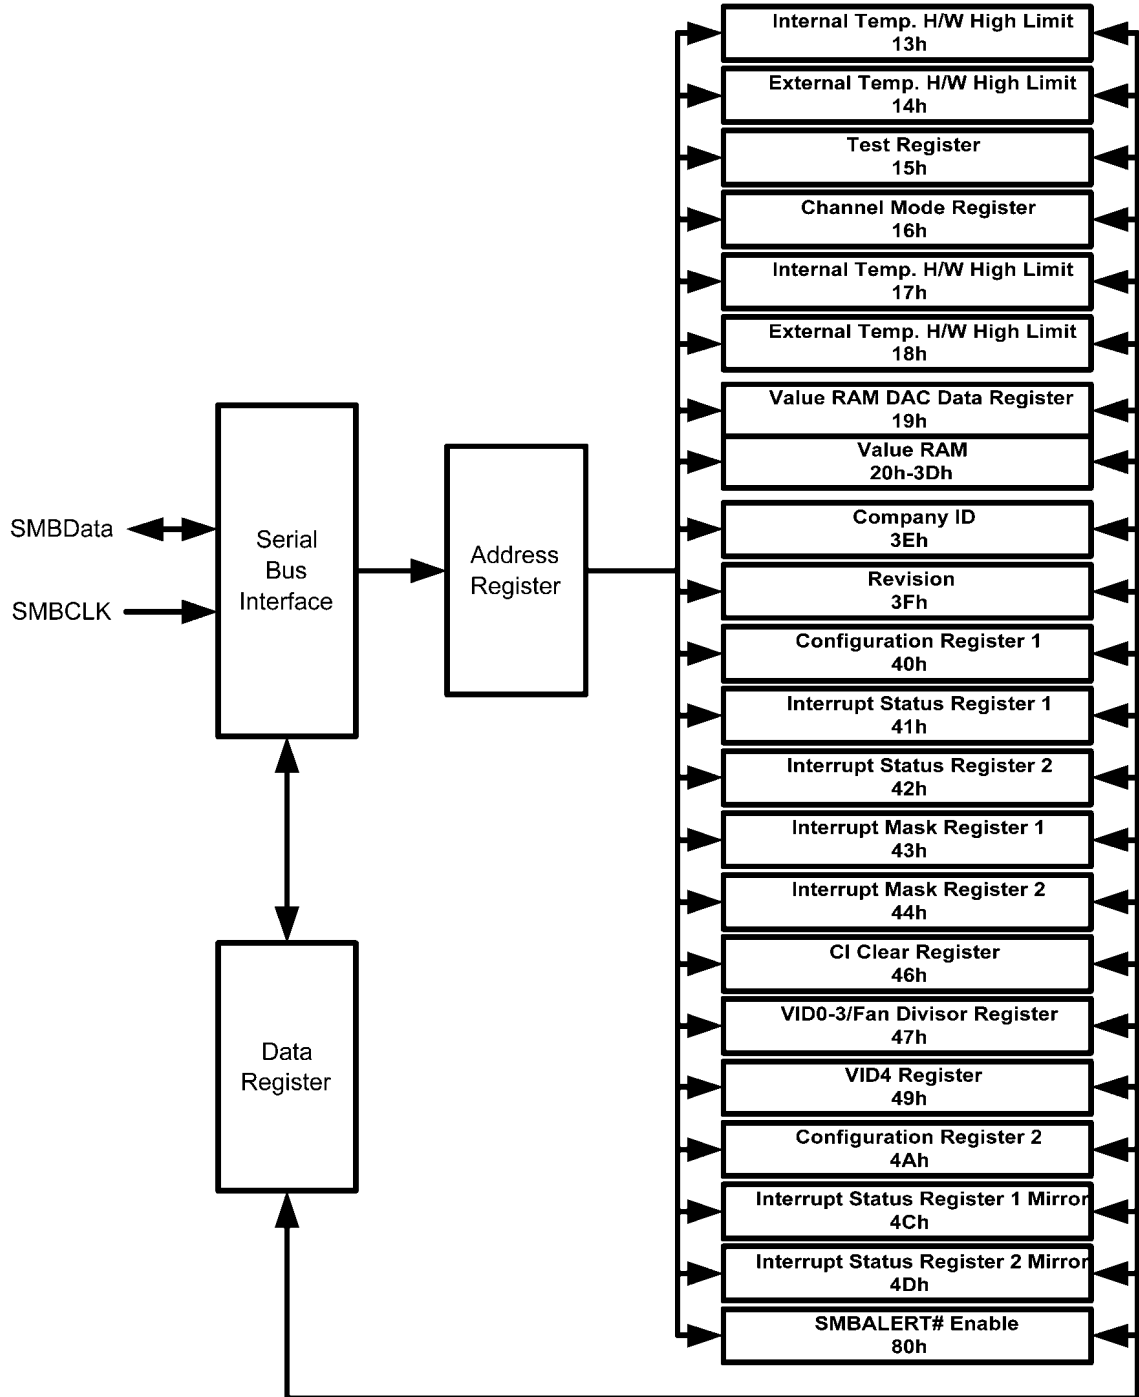 Internal Temp. H/W High Limit
13h
External Temp. H/W High Limit
14h
Test Register
15h
Channel Mode Register
16h
Internal Temp. H/W High Limit
17h
External Temp. H/W High Limit
18h
Value RAM DAC Data Register
19h
Value RAM
20h-3Dh
Company ID
3Eh
Revision
3Fh
Configuration Register 1
40h
Interrupt Status Register 1
41h
Interrupt Status Register 2
42h
Interrupt Mask Register 1
43h
Interrupt Mask Register 2
44h
CI Clear Register
46h
VID0-3/Fan Divisor Register
47h
VID4 Register
49h
Configuration Register 2
4Ah
Interrupt Status Register 1 Mirror
4Ch
Interrupt Status Register 2 Mirror
4Dh
SMBALERT# Enable
80h
SMBData
SMBCLK
Serial
Bus
Interface
Address
Register
Data
Register